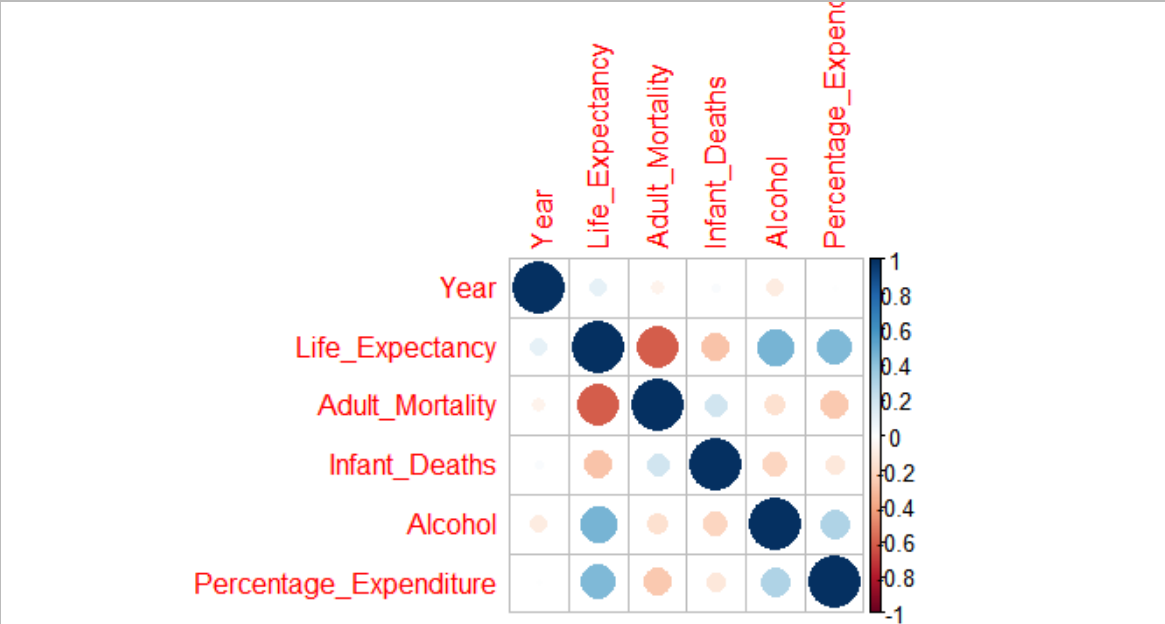 Year
Life_Expectancy
Adult_Mortality
Infant_Deaths
Alcohol
Percentage_Expend
Year
Life_Expectancy
Adult_Mortality
Infant_Deaths
Alcohol
Percentage_Expenditure
1
0.8
0.6
0.4
0.2
0
-0.2
-0.4
-0.6
-0.8
-1